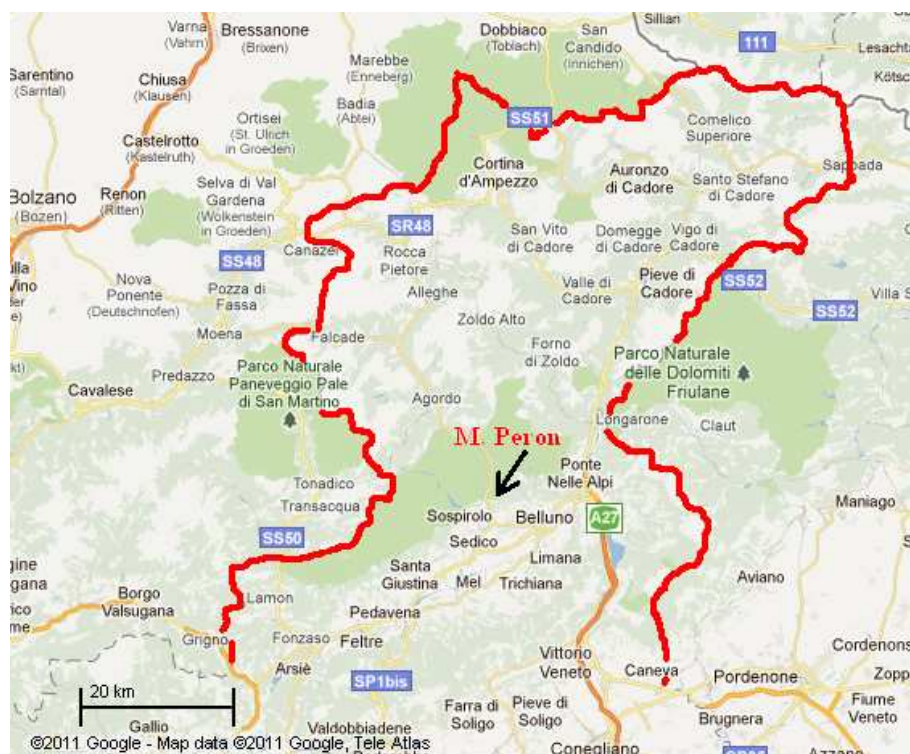 Varna
(Vahrn)
Bressanone
(Brixen)
Dobbiaco
(Toblach)
San
Candido
(Innichen)
Sillian
111
Lesacht
Kötsc
Sarentino
(Sarntal)
Chiusa
(Klausen)
Marebbe
(Enneberg)
Badia
(Abtei)
Ortisei
(St. Ulrich
in Groeden)
Castelrotto
(Kastelruth)
SS51
Comelico
Superiore
Cortina
d'Ampezzo
Auronzo
di Cadore
Sappada
Santo Stefano
di Cadore
Bolzano
(Bozen)
Renon
(Ritten)
Selva di Val
Gardena
(Wolkenstein
in Groeden)
SR48
San Vito
di Cadore
Domegge
di Cadore
Vigo di
Cadore
Canazei
SS48
Rocca
Pietore
Nova
Ponente
(Deutschnofen)
Pozza di
Fassa
Alleghe
Valle di
Cadore
Pieve di
Cadore
SS52
SS52
Villa S
Vino
Moena
Falcade
Zoldo Alto
Forno
di Zoldo
Parco Naturale
delle Dolomiti
Friulane
Cavalese
Predazzo
Parco Naturale
Paneveggio Pale
di San Martino
Agordo
Longarone
Claut
M. Peron
Ponte
Nelle Alpi
Tonadico
Transacqua
Sospirolo
Belluno
A27
Maniago
SS50
Sedico
Limana
Santa
Giustina
Mel
Trichiana
Aviano
Borgo
Valsugana
Lamon
Pedavena
Grigno
Fonzaso
Feltre
Arsiè
Vittorio
Veneto
Caneva
Cordenons
Pordenone
Zopp
SP1bis
20 km
Farra di
Soligo
Pieve di
Soligo
Fiume
Veneto
Brugnera
Gallio
Valdobbiadene
Conegliano
Azzano
©2011 Google - Map data ©2011 Google, Tele Atlas